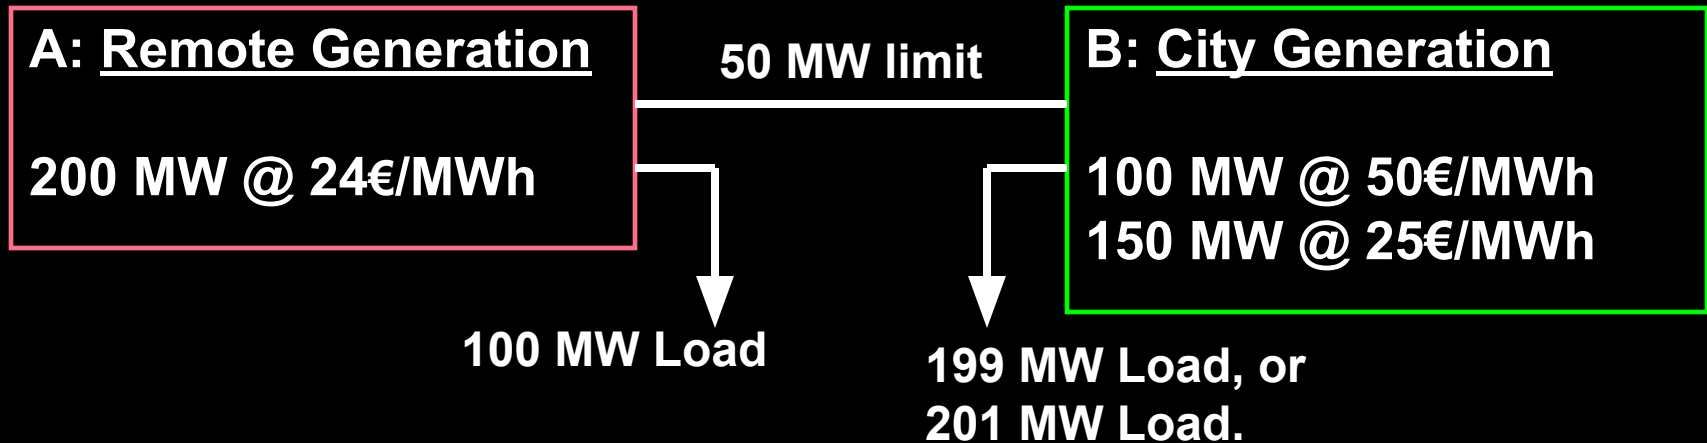 A: Remote Generation
200 MW @ 24€/MWh
50 MW limit
B: City Generation
100 MW @ 50€/MWh
150 MW @ 25€/MWh
100 MW Load
199 MW Load, or
201 MW Load.